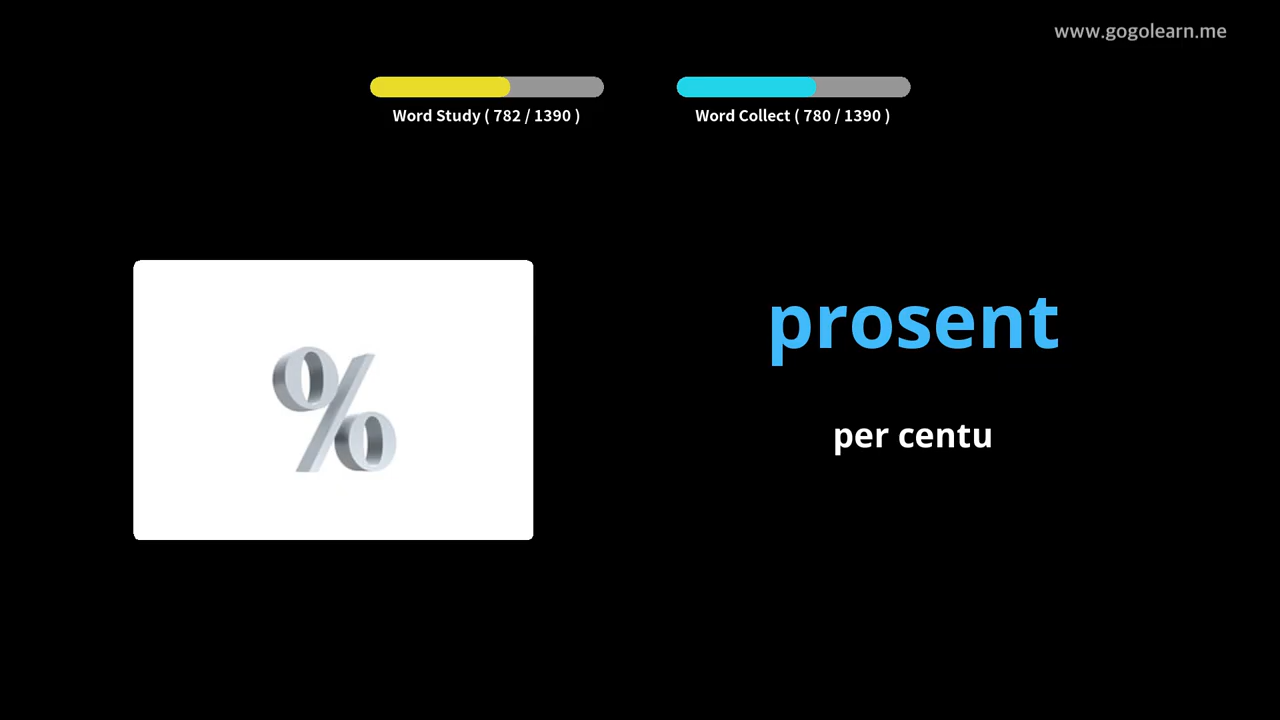 www.gogolearn.me
Word Study ( 782 / 1390 )
Word Collect ( 780 / 1390 )
%
prosent
per centu